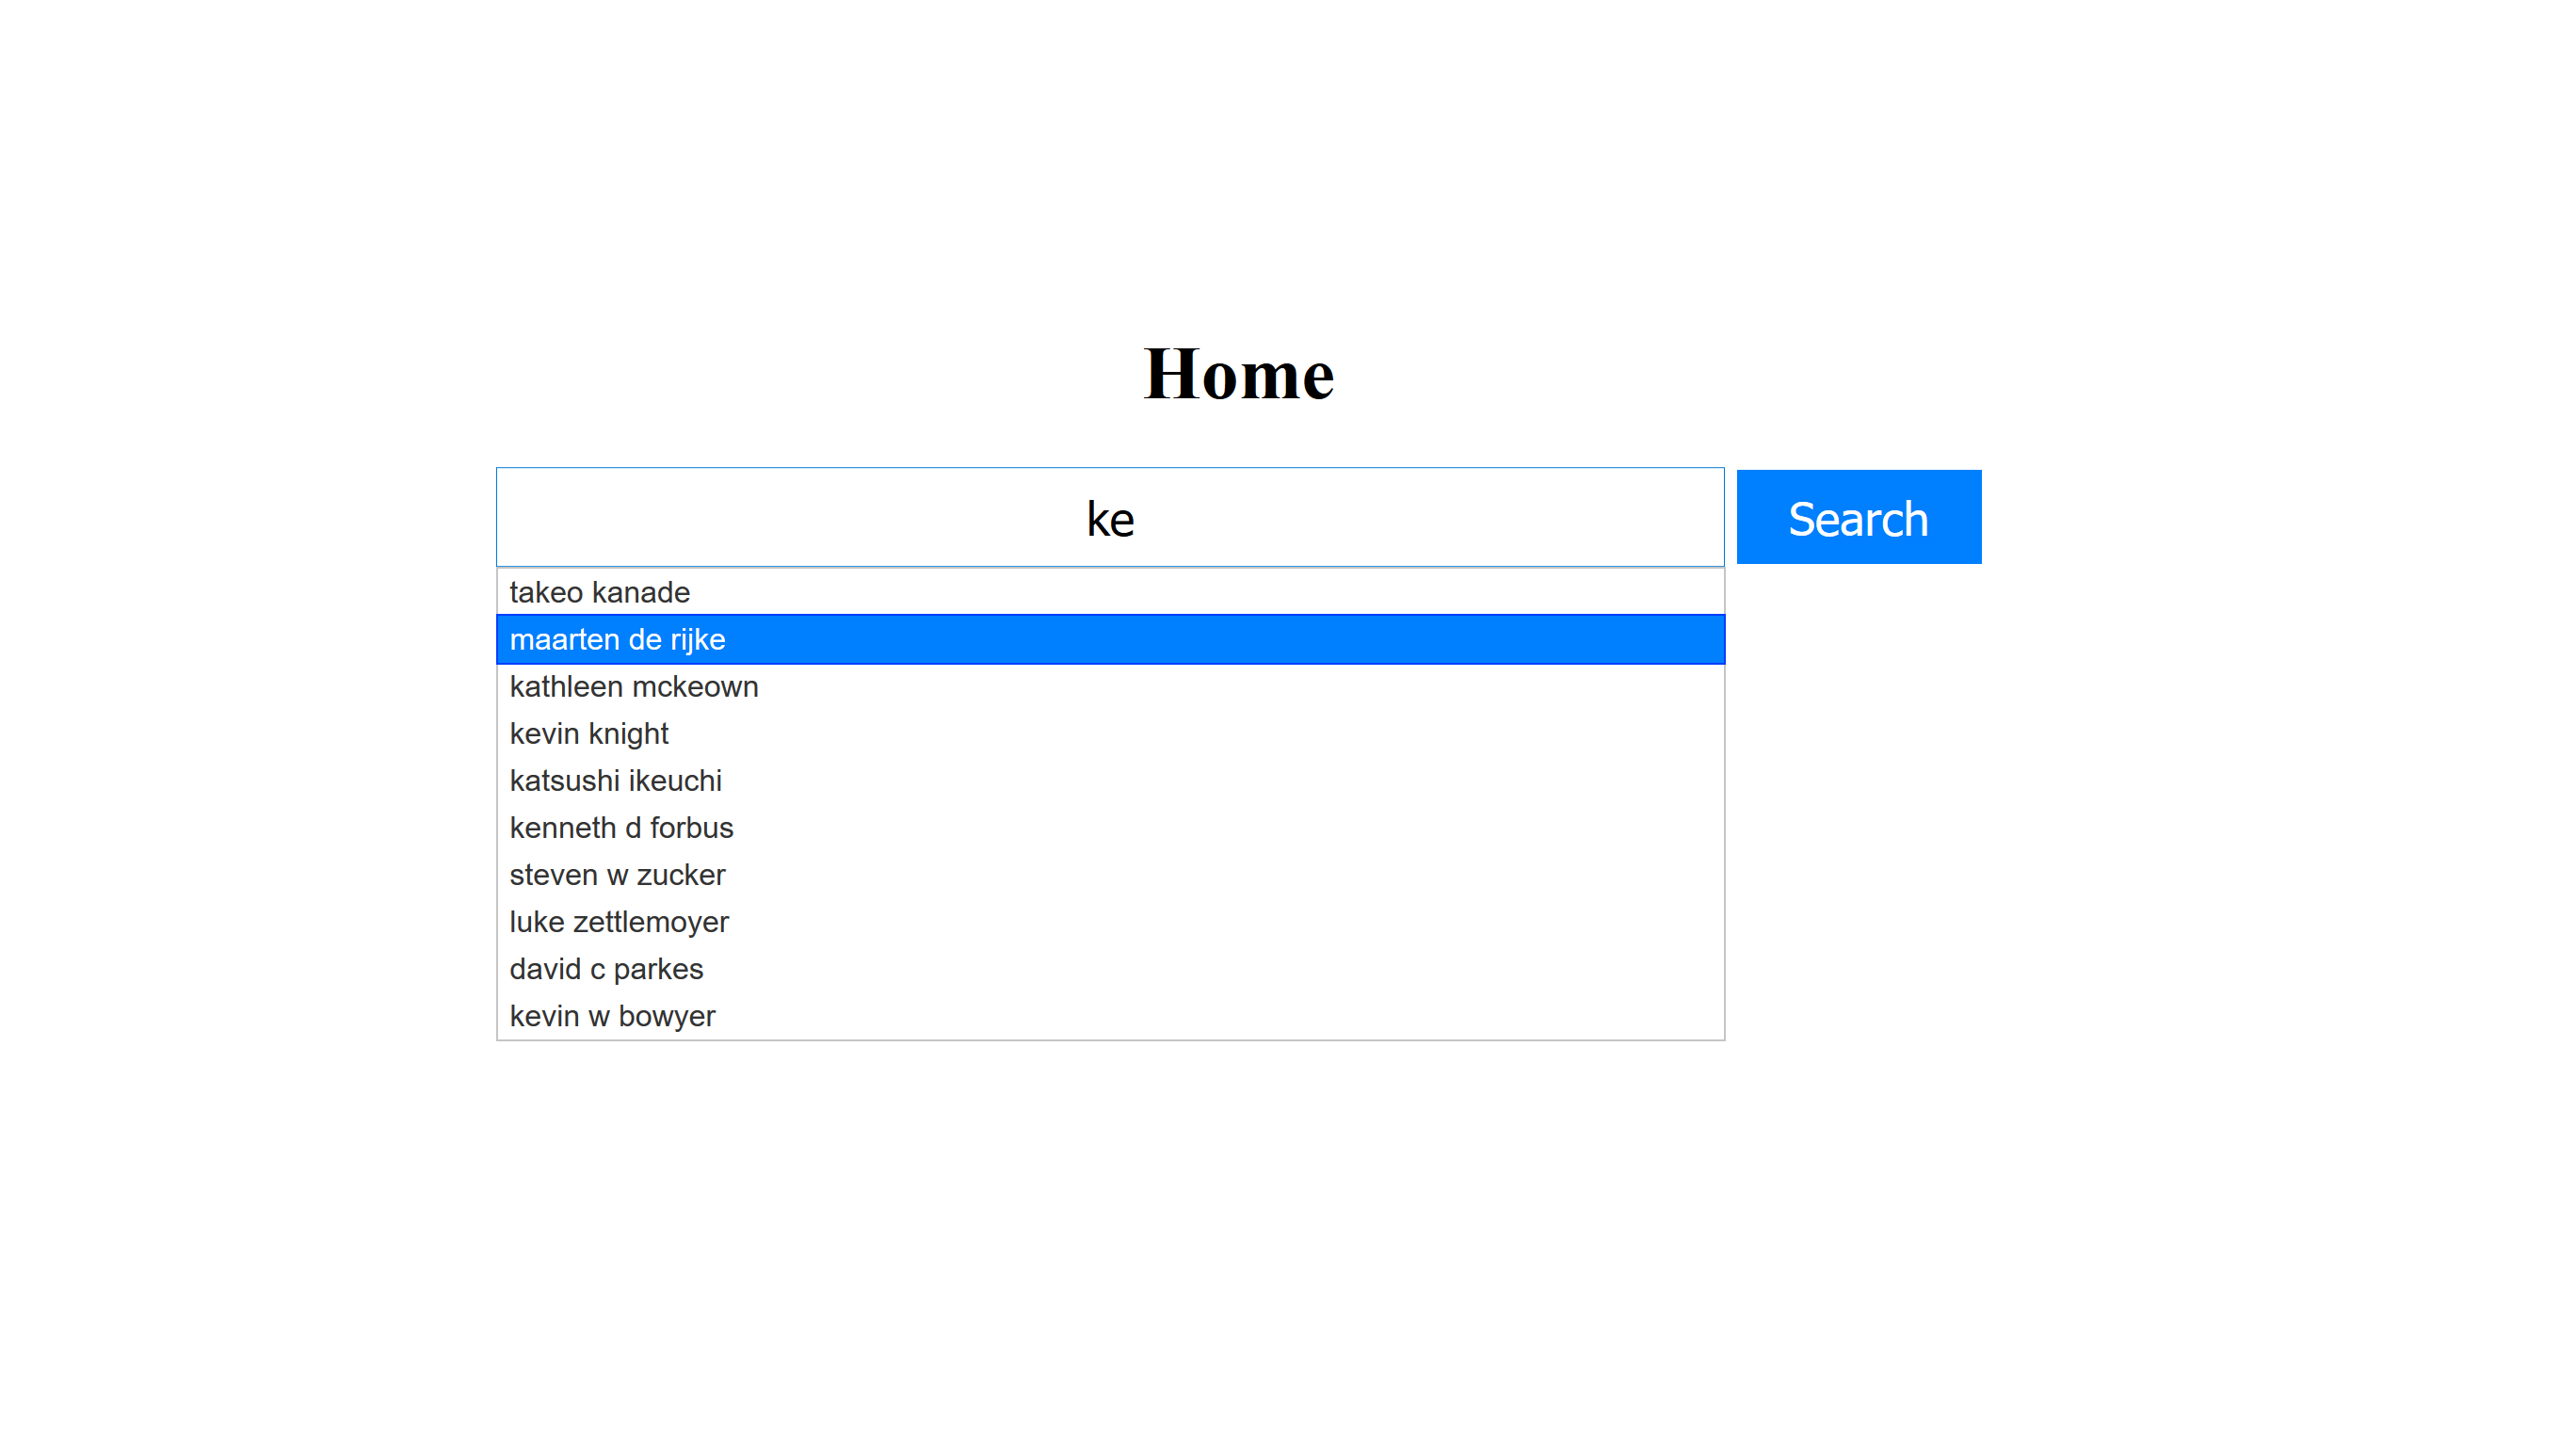 Home
ke
Search
takeo kanade
maarten de rijke
kathleen mckeown
kevin knight
katsushi ikeuchi
kenneth d forbus
steven w zucker
luke zettlemoyer
david c parkes
kevin w bowyer